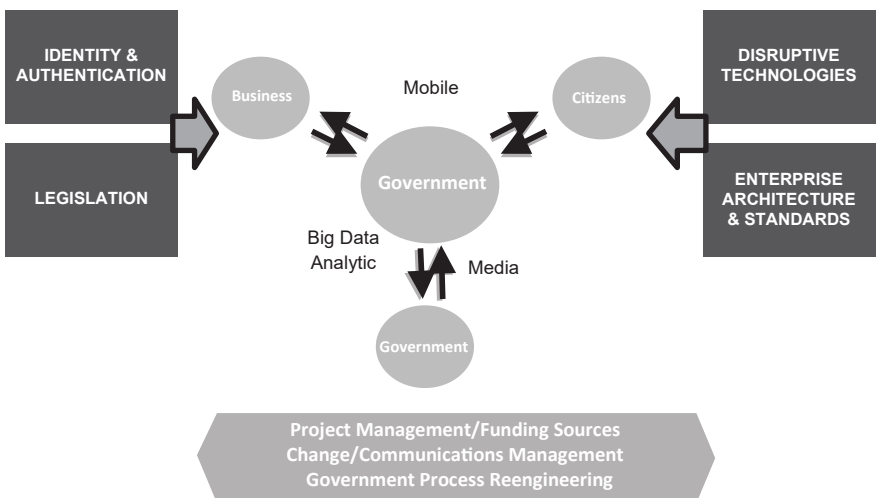 IDENTITY &
AUTHENTICATION
LEGISLATION
Business
Mobile
Citizens
DISRUPTIVE
TECHNOLOGIES
ENTERPRISE
ARCHITECTURE
& STANDARDS
Government
Big Data
Analytic
Media
Government
Project Management/Funding Sources
Change/Communications Management
Government Process Reengineering